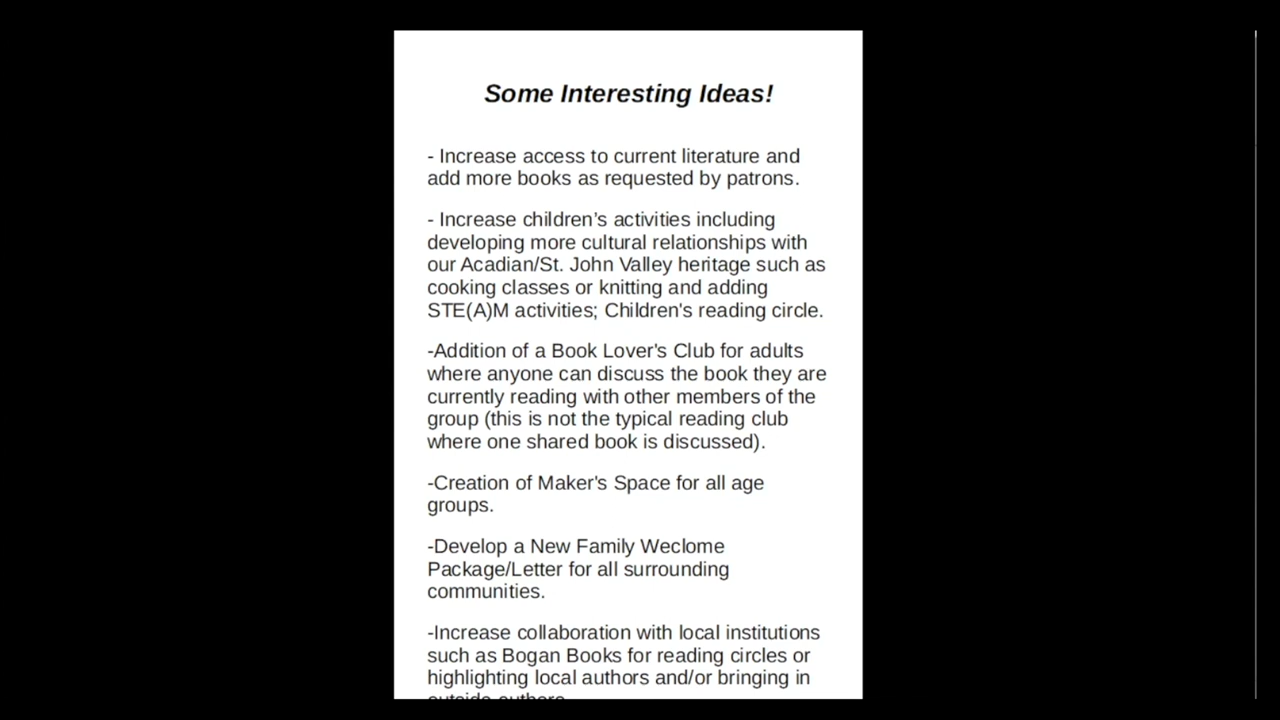 Some Interesting Ideas!
- Increase access to current literature and
add more books as requested by patrons.
- Increase children’s activities including
developing more cultural relationships with
our Acadian/St. John Valley heritage such as
cooking classes or knitting and adding
STE(A)M activities; Children's reading circle.
-Addition of a Book Lover's Club for adults
where anyone can discuss the book they are
currently reading with other members of the
group (this is not the typical reading club
where one shared book is discussed).
-Creation of Maker's Space for all age
groups.
-Develop a New Family Weclome
Package/Letter for all surrounding
communities.
-Increase collaboration with local institutions
such as Bogan Books for reading circles or
highlighting local authors and/or bringing in
outside authors